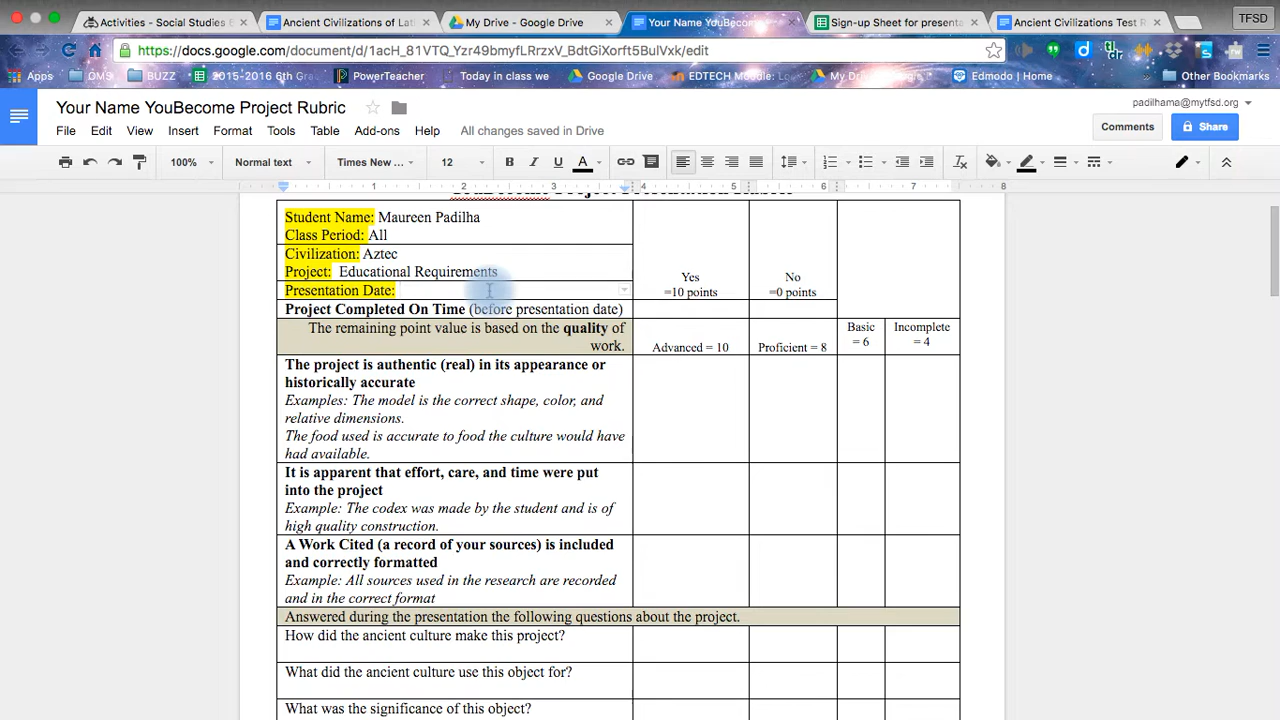 Activities - Social Studies
Ancient Civilizations of La
My Drive - Google Drive
Your Name YouBecome
Sign-up Sheet for presenta
Ancient Civilizations Test R
TFSD
https://docs.google.com/document/d/1acH_81VTQ_Yzr49bmyfLRrzxV_BdtGiXorft5BulVxk/edit
Apps
OMS
BUZZ
2015-2016 6th Gra
PowerTeacher
Today in class we
Google Drive
EDTECH Moodle: Lo
My Driv
Edmodo | Home
Other Bookmarks
Your Name YouBecome Project Rubric
padilhama@mytfsd.org
File Edit View Insert Format Tools Table Add-ons Help All changes saved in Drive
Comments
Share
100% Normal text Times New ... 12
1 2 3 4 5 6 7 8
Student Name: Maureen Padilha
Class Period: All
Civilization: Aztec
Project: Educational Requirements
Presentation Date:
Yes
=10 points
No
=0 points
Project Completed On Time (before presentation date)
The remaining point value is based on the quality of
work.
Advanced = 10
Proficient = 8
Basic
= 6
Incomplete
= 4
The project is authentic (real) in its appearance or
historically accurate
Examples: The model is the correct shape, color, and
relative dimensions.
The food used is accurate to food the culture would have
had available.
It is apparent that effort, care, and time were put
into the project
Example: The codex was made by the student and is of
high quality construction.
A Work Cited (a record of your sources) is included
and correctly formatted
Example: All sources used in the research are recorded
and in the correct format
Answered during the presentation the following questions about the project.
How did the ancient culture make this project?
What did the ancient culture use this object for?
What was the significance of this object?